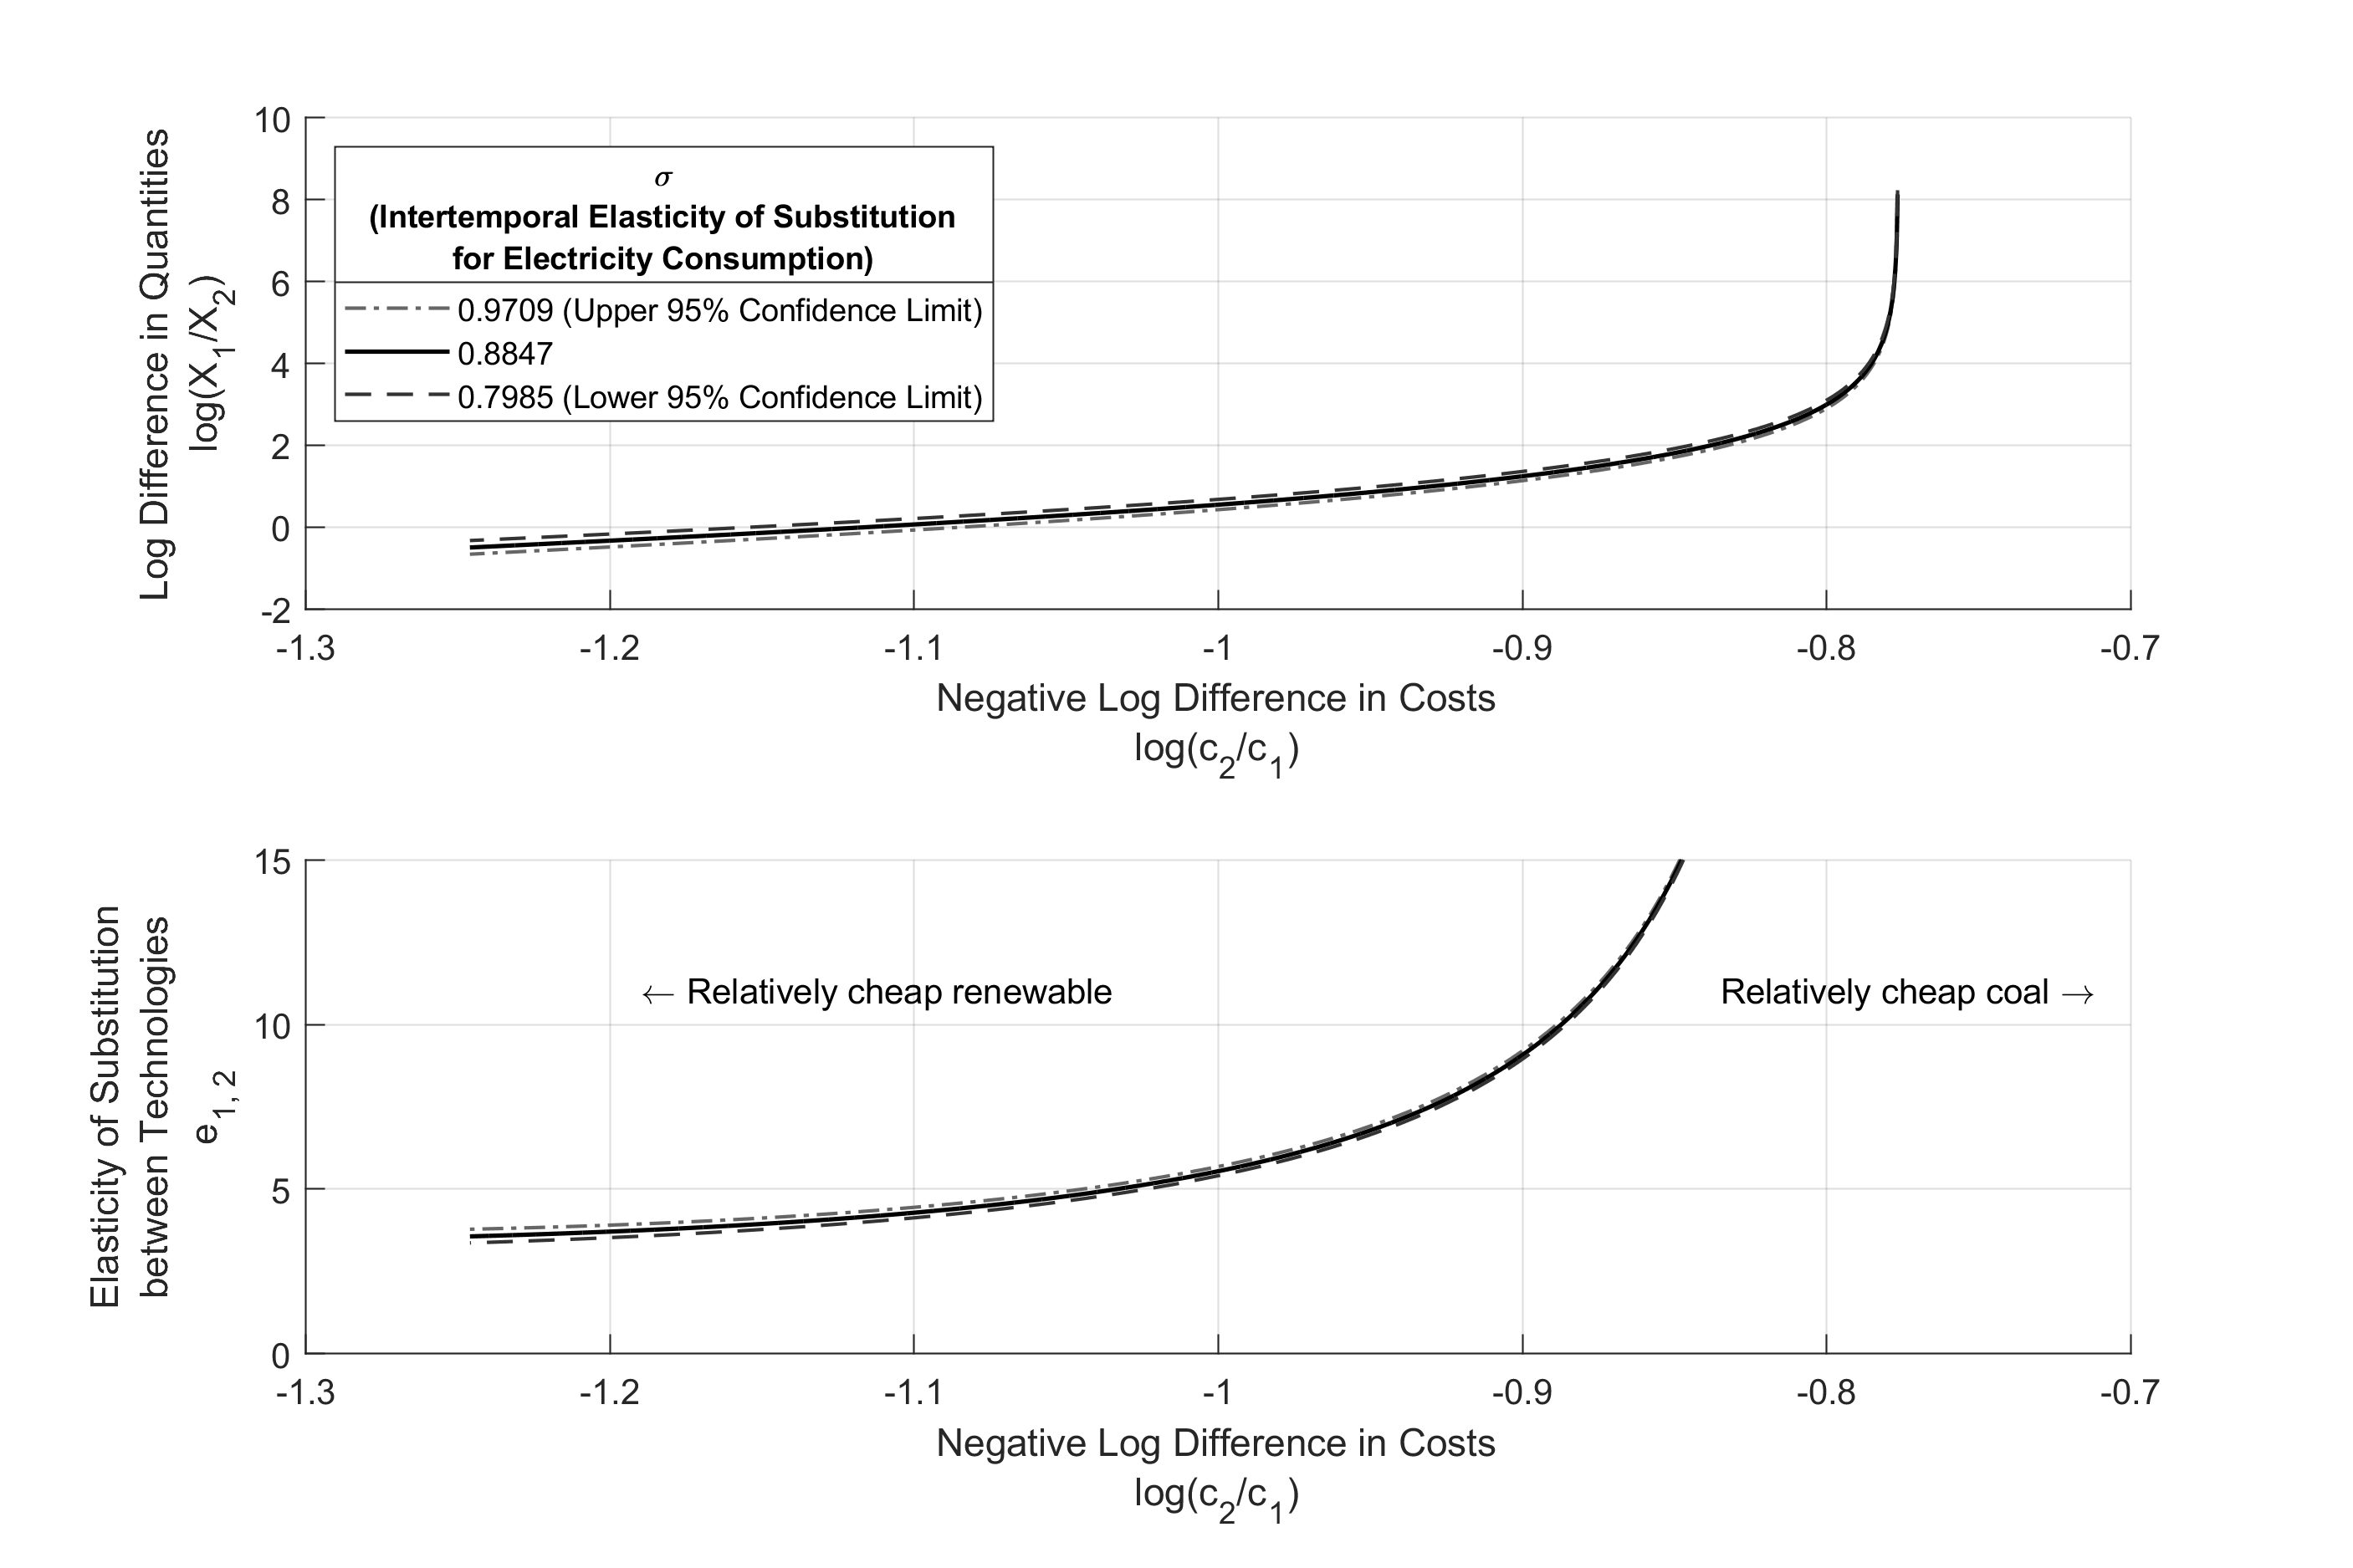 10
8
6
4
2
0
-2
Log Difference in Quantities
log(X1/X2)
σ
(Intertemporal Elasticity of Substitution
for Electricity Consumption)
0.9709 (Upper 95% Confidence Limit)
0.8847
0.7985 (Lower 95% Confidence Limit)
-1.3 -1.2 -1.1 -1 -0.9 -0.8 -0.7
Negative Log Difference in Costs
log(c2/c1)
15
10
5
0
Elasticity of Substitution
between Technologies
e1, 2
← Relatively cheap renewable
Relatively cheap coal →
-1.3 -1.2 -1.1 -1 -0.9 -0.8 -0.7
Negative Log Difference in Costs
log(c2/c1)